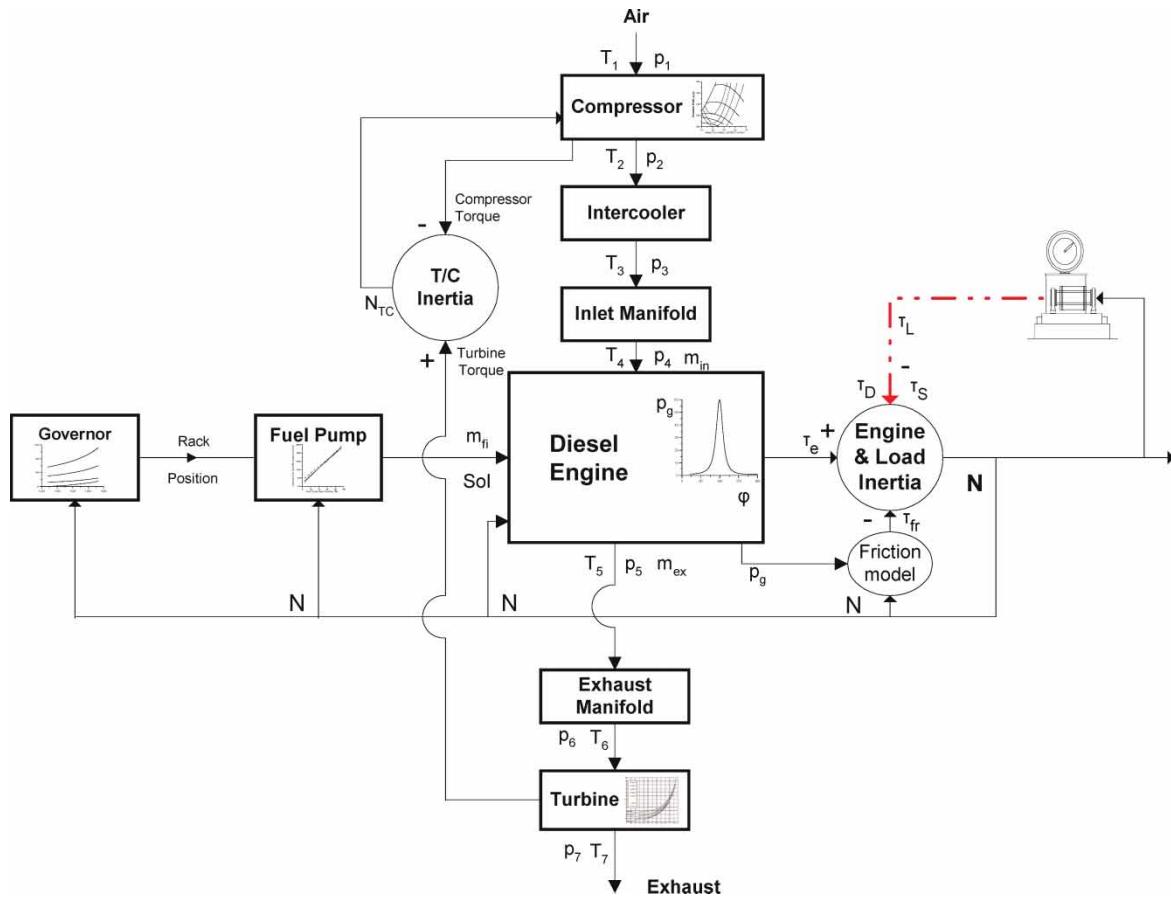 Air
T1 p1
Compressor
T2 p2
Compressor
Torque
-
Intercooler
T/C
Inertia
NTC
T3 p3
Inlet Manifold
+
Turbine
Torque
T4 p4 min
τL
-
τD τS
Governor
Rack
Position
Fuel Pump
mfi
Sol
Diesel
Engine
pg
φ
τe
+
Engine
& Load
Inertia
N
-
τfr
Friction
model
T5 p5 mex
pg
N
N
N
Exhaust
Manifold
p6 T6
Turbine
p7 T7
Exhaust